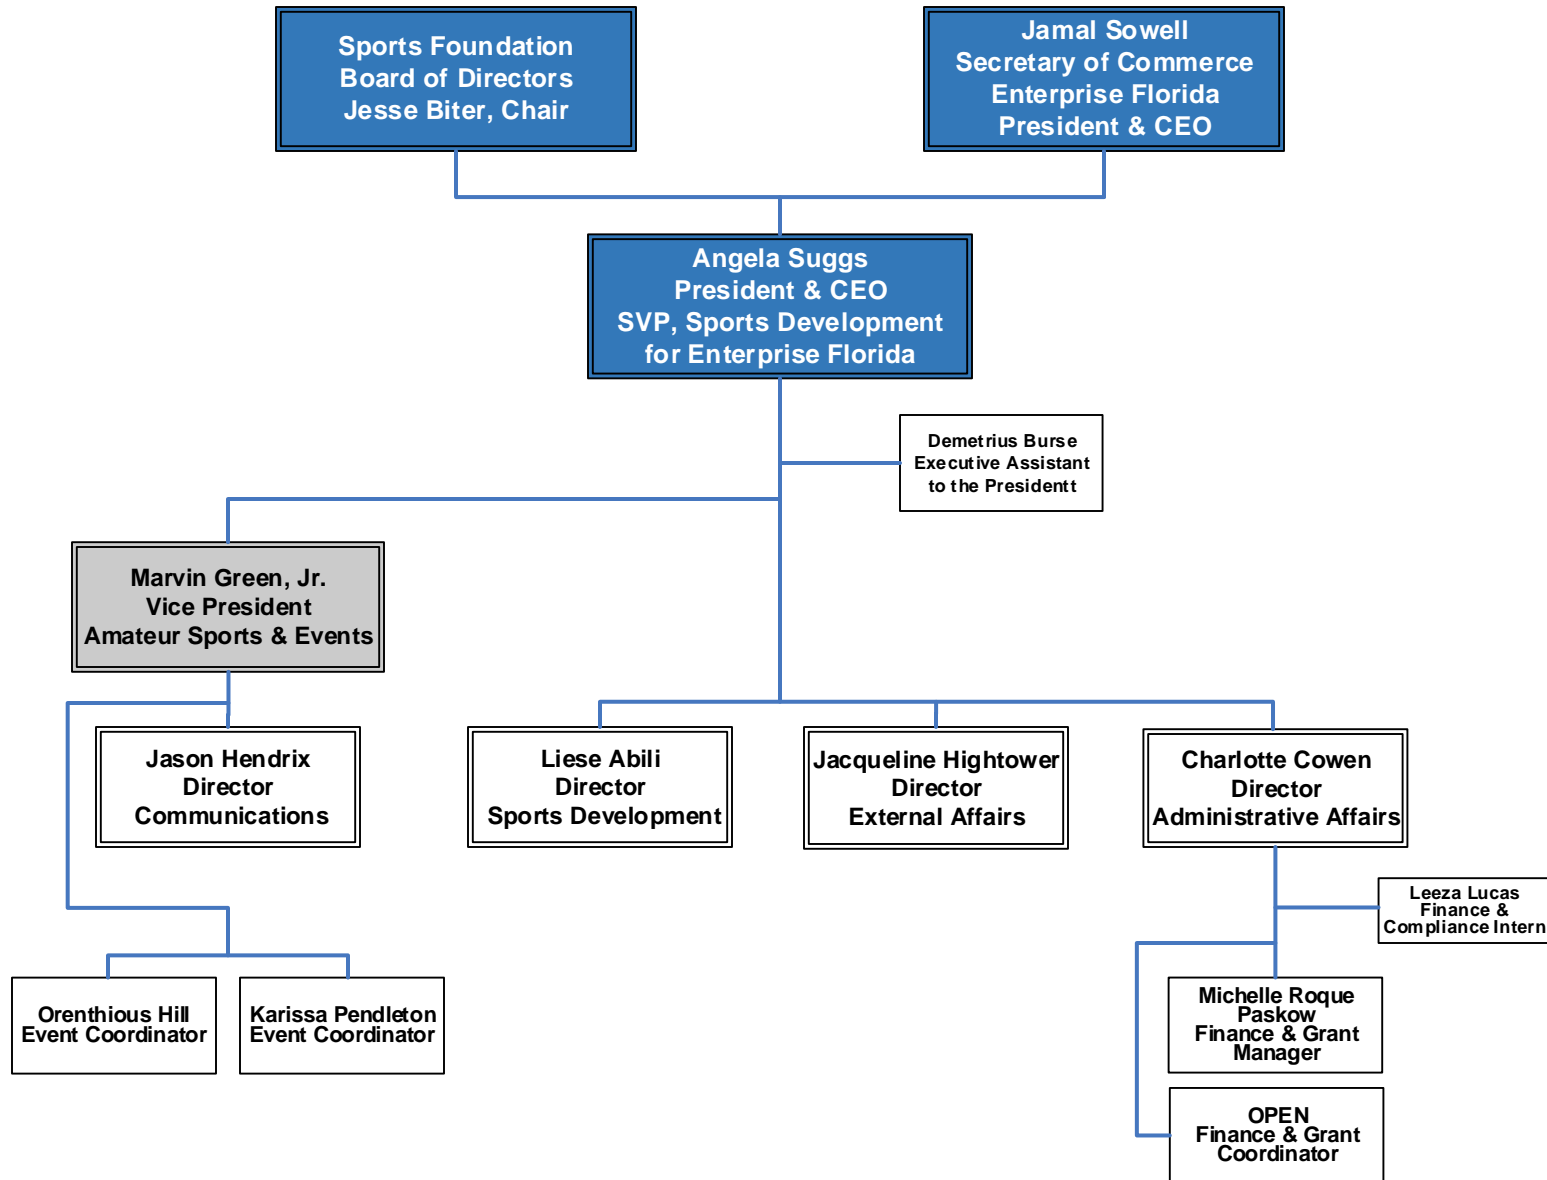 Sports Foundation
Board of Directors
Jesse Biter, Chair
Jamal Sowell
Secretary of Commerce
Enterprise Florida
President & CEO
Angela Suggs
President & CEO
SVP, Sports Development
for Enterprise Florida
Demetrius Burse
Executive Assistant
to the Presidentt
Marvin Green, Jr.
Vice President
Amateur Sports & Events
Jason Hendrix
Director
Communications
Liese Abili
Director
Sports Development
Jacqueline Hightower
Director
External Affairs
Charlotte Cowen
Director
Administrative Affairs
Leeza Lucas
Finance &
Compliance Intern
Orenthious Hill
Event Coordinator
Karissa Pendleton
Event Coordinator
Michelle Roque
Paskow
Finance & Grant
Manager
OPEN
Finance & Grant
Coordinator